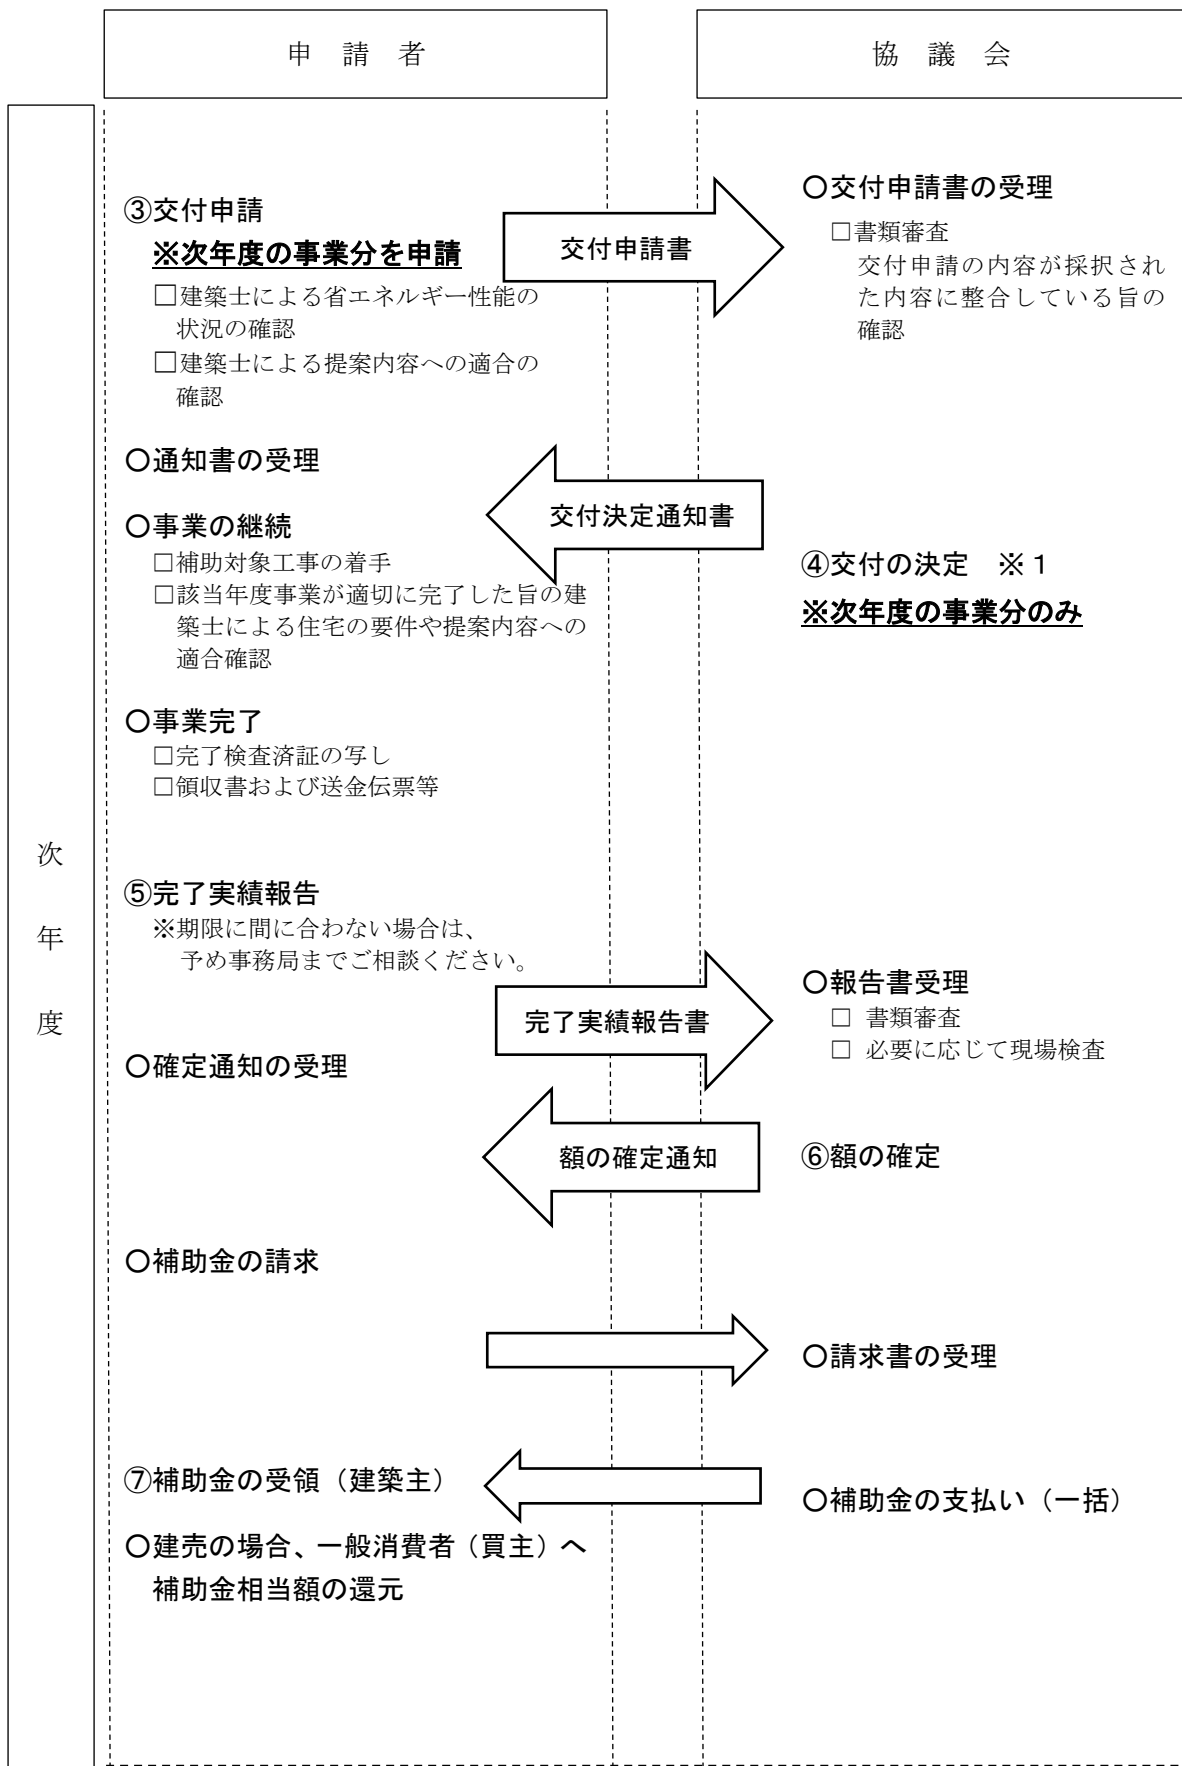 申 請 者
協 議 会
次
年
度
③交付申請
※次年度の事業分を申請
□建築士による省エネルギー性能の
状況の確認
□建築士による提案内容への適合の
確認
交付申請書
〇交付申請書の受理
□書類審査
交付申請の内容が採択され
た内容に整合している旨の
確認
〇通知書の受理
交付決定通知書
〇事業の継続
□補助対象工事の着手
□該当年度事業が適切に完了した旨の建
築士による住宅の要件や提案内容への
適合確認
④交付の決定 ※１
※次年度の事業分のみ
〇事業完了
□完了検査済証の写し
□領収書および送金伝票等
⑤完了実績報告
※期限に間に合わない場合は、
予め事務局までご相談ください。
完了実績報告書
〇報告書受理
□ 書類審査
□ 必要に応じて現場検査
〇確定通知の受理
額の確定通知
⑥額の確定
〇補助金の請求
〇請求書の受理
⑦補助金の受領（建築主）
〇補助金の支払い（一括）
〇建売の場合、一般消費者（買主）へ
補助金相当額の還元